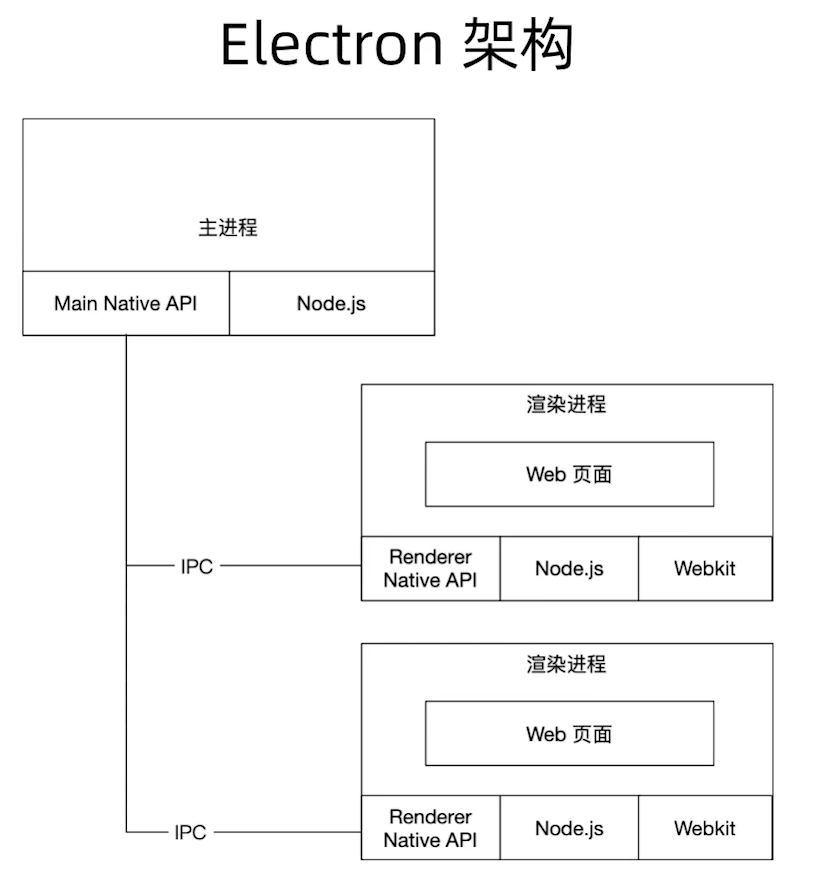 Electron 架构
主进程
Main Native API
Node.js
渲染进程
Web 页面
IPC
Renderer
Native API
Node.js
Webkit
渲染进程
Web 页面
IPC
Renderer
Native API
Node.js
Webkit